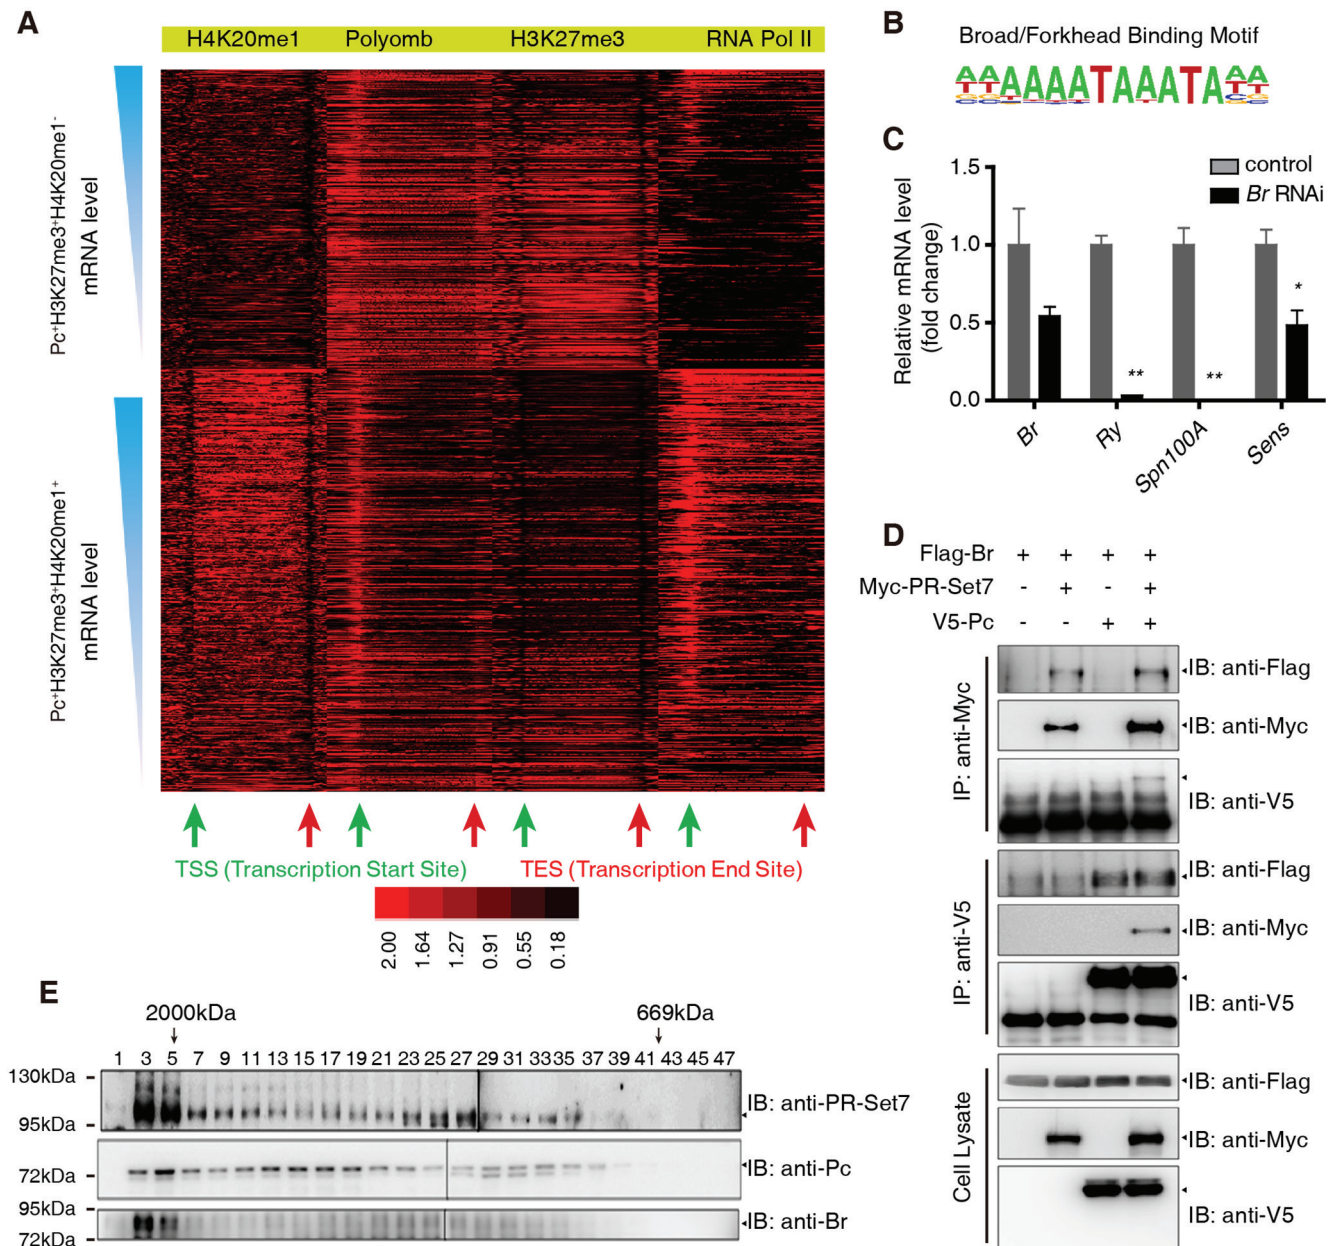 A
H4K20me1 Polyomb H3K27me3 RNA Pol II
Pc+H3K27me3+H4K20me1-
mRNA level
Pc+H3K27me3+H4K20me1+
mRNA level
TSS (Transcription Start Site) TES (Transcription End Site)
2.00 1.64 1.27 0.91 0.55 0.18
B
Broad/Forkhead Binding Motif
AAAAAATAAATAAA
C
control
Br RNAi
Relative mRNA level
(fold change)
1.5
1.0
0.5
0.0
** ** *
Br Ry Spn100A Sens
D
Flag-Br + + + +
Myc-PR-Set7 - + - +
V5-Pc - - + +
IP: anti-Myc
IB: anti-Flag
IB: anti-Myc
IB: anti-V5
IP: anti-V5
IB: anti-Flag
IB: anti-Myc
IB: anti-V5
Cell Lysate
IB: anti-Flag
IB: anti-Myc
IB: anti-V5
E
2000kDa 669kDa
1 3 5 7 9 11 13 15 17 19 21 23 25 27 29 31 33 35 37 39 41 43 45 47
130kDa
95kDa
IB: anti-PR-Set7
72kDa
IB: anti-Pc
95kDa
72kDa
IB: anti-Br